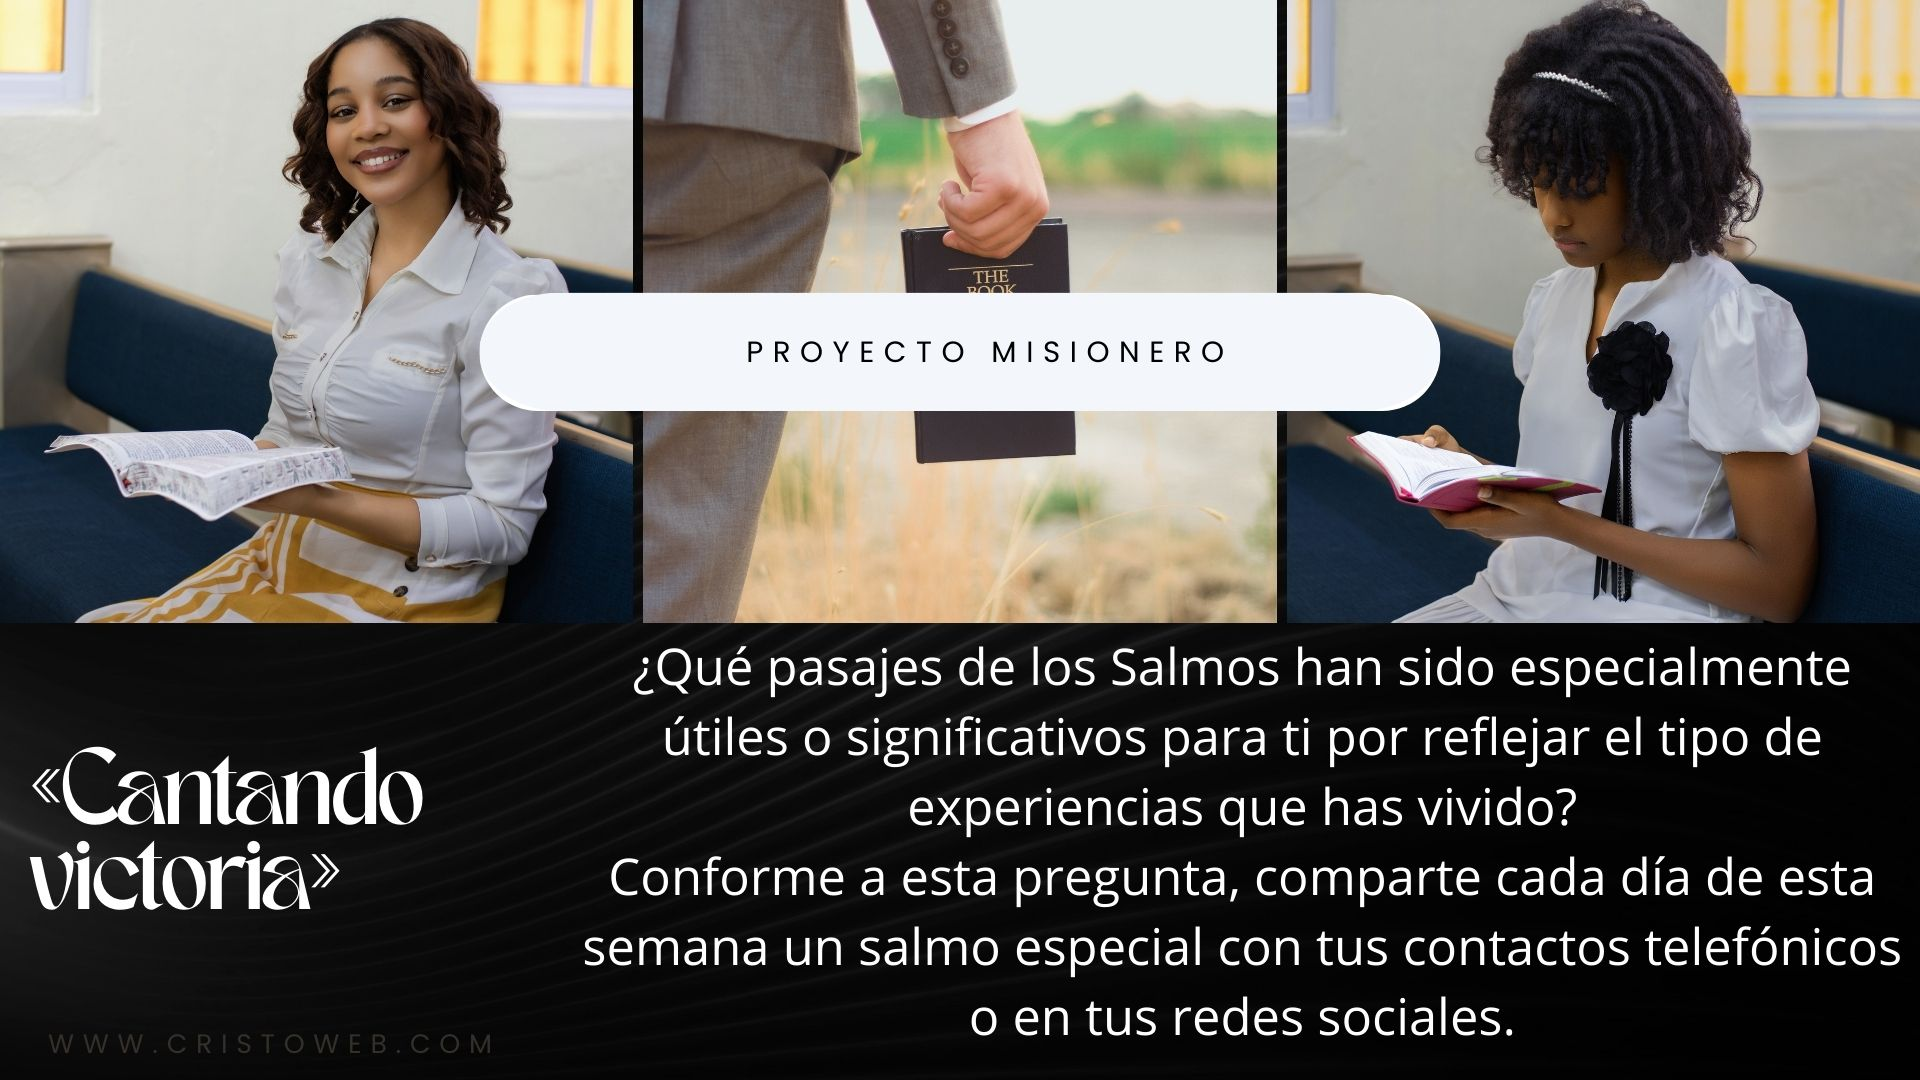 THE
BOOK
PROYECTO MISIONERO
«Cantando
victoria»
¿Qué pasajes de los Salmos han sido especialmente
útiles o significativos para ti por reflejar el tipo de
experiencias que has vivido?
Conforme a esta pregunta, comparte cada día de esta
semana un salmo especial con tus contactos telefónicos
o en tus redes sociales.
WWW.CRISTOWEB.COM